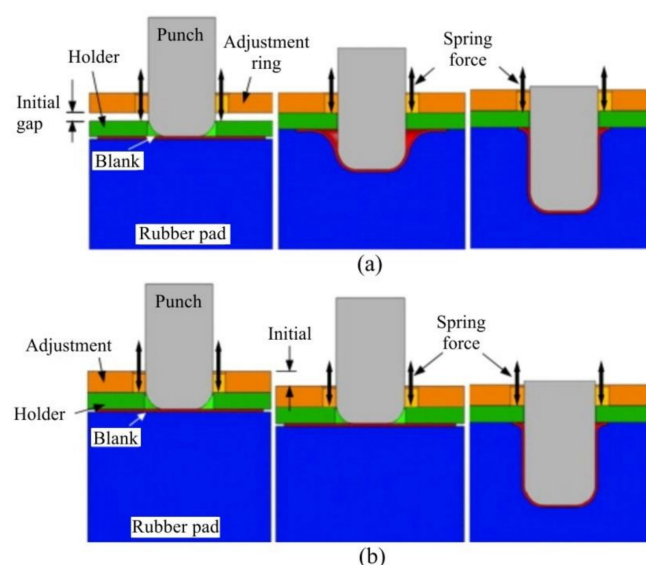 Punch
Holder
Adjustment
ring
Spring
force
Initial
gap
Blank
Rubber pad
(a)
Punch
Adjustment
Initial
Spring
force
Holder
Blank
Rubber pad
(b)